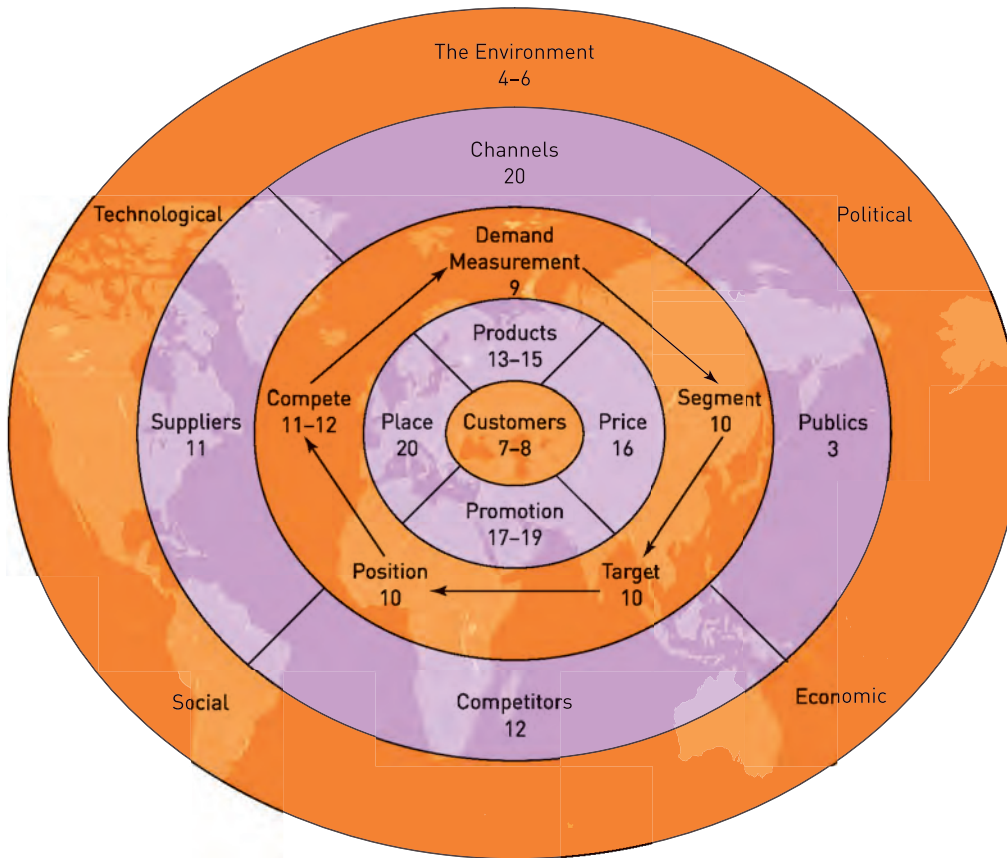 The Environment
4–6
Channels
20
Technological
Political
Demand
Measurement
9
Products
13–15
Compete
11–12
Segment
10
Suppliers
11
Place
20
Customers
7–8
Price
16
Publics
3
Promotion
17–19
Position
10
Target
10
Social
Competitors
12
Economic